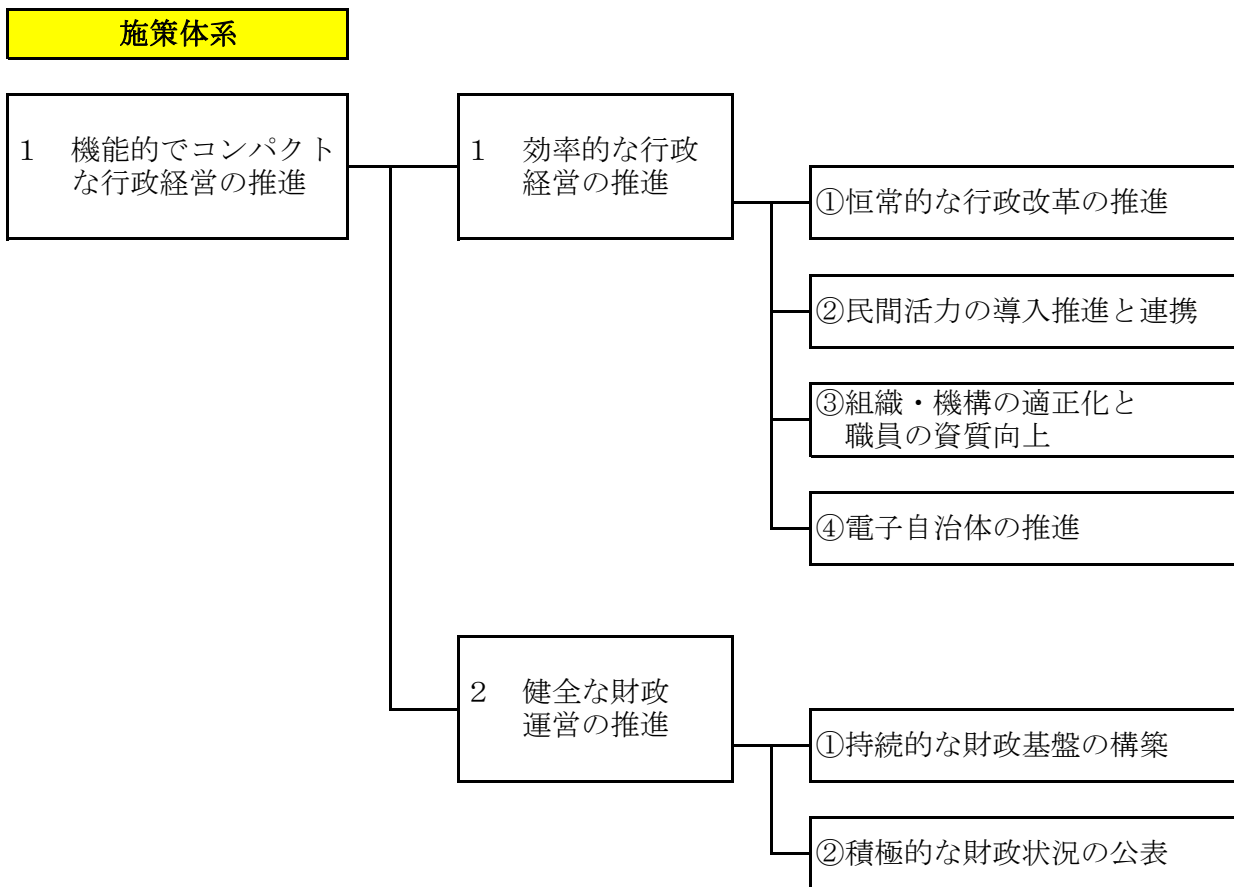 施策体系
１　機能的でコンパクト
な行政経営の推進
１　効率的な行政
経営の推進
①恒常的な行政改革の推進
②民間活力の導入推進と連携
③組織・機構の適正化と
職員の資質向上
④電子自治体の推進
２　健全な財政
運営の推進
①持続的な財政基盤の構築
②積極的な財政状況の公表